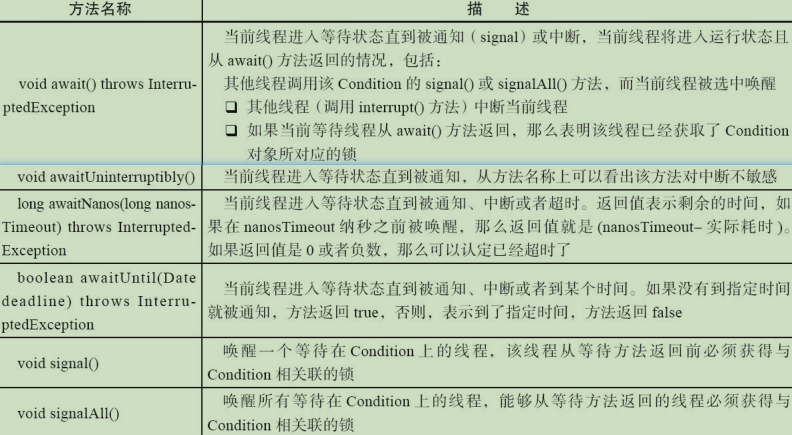 方法名称
描 述
void await() throws Interru-
ptedException
当前线程进入等待状态直到被通知（signal）或中断，当前线程将进入运行状态且
从 await() 方法返回的情况，包括：
其他线程调用该 Condition 的 signal() 或 signalAll() 方法，而当前线程被选中唤醒
❑ 其他线程（调用 interrupt() 方法）中断当前线程
❑ 如果当前等待线程从 await() 方法返回，那么表明该线程已经获取了 Condition
对象所对应的锁
void awaitUninterruptibly()
当前线程进入等待状态直到被通知，从方法名称上可以看出该方法对中断不敏感
long awaitNanos(long nanos-
Timeout) throws Interrupted-
Exception
当前线程进入等待状态直到被通知、中断或者超时。返回值表示剩余的时间，如
果在 nanosTimeout 纳秒之前被唤醒，那么返回值就是 (nanosTimeout– 实际耗时 )。
如果返回值是 0 或者负数，那么可以认定已经超时了
boolean awaitUntil(Date
deadline) throws Interru-
ptedException
当前线程进入等待状态直到被通知、中断或者到某个时间。如果没有到指定时间
就被通知，方法返回 true，否则，表示到了指定时间，方法返回 false
void signal()
唤醒一个等待在 Condition 上的线程，该线程从等待方法返回前必须获得与
Condition 相关联的锁
void signalAll()
唤醒所有等待在 Condition 上的线程，能够从等待方法返回的线程必须获得与
Condition 相关联的锁